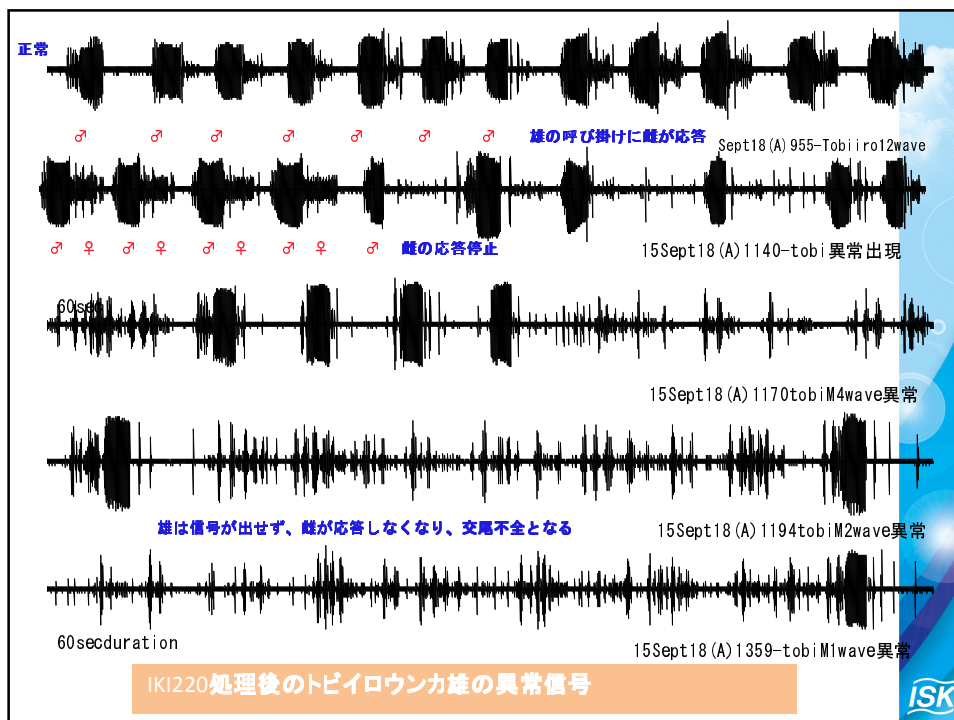 正常
♂ ♂ ♂ ♂ ♂ ♂ ♂ 雄の呼び掛けに雌が応答
Sept18(A)955-Tobiiro12wave
♂ ♀ ♂ ♀ ♂ ♀ ♂ ♀ ♂ 雌の応答停止
15Sept18(A)1140-tobi異常出現
60sec
15Sept18(A)1170tobiM4wave異常
雄は信号が出せず、雌が応答しなくなり、交尾不全となる
15Sept18(A)1194tobiM2wave異常
60secduration
15Sept18(A)1359-tobiM1wave異常
IKI220処理後のトビイロウンカ雄の異常信号
ISK